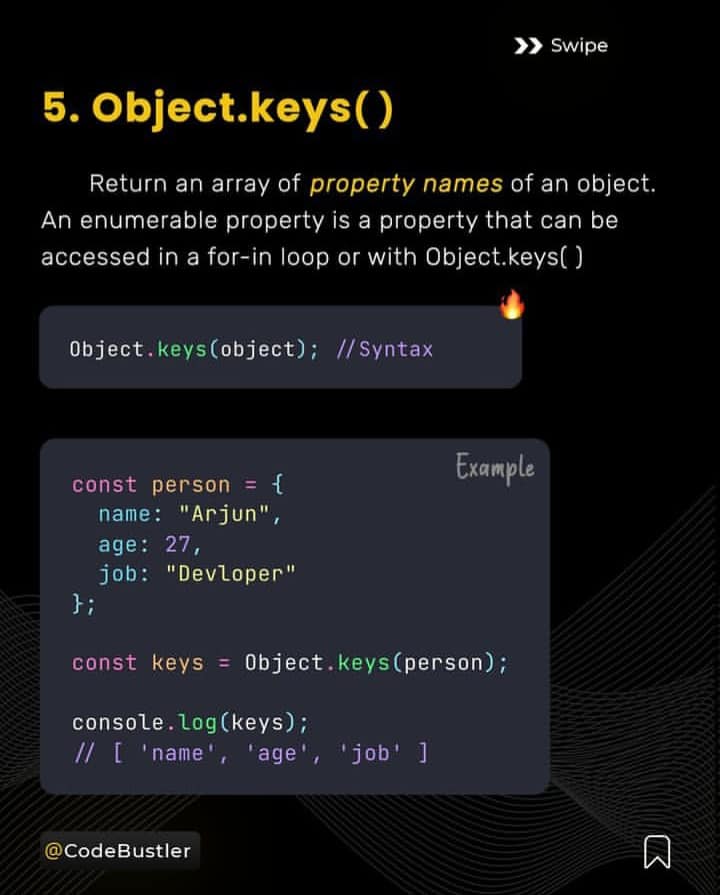 Swipe
5. Object.keys( )
Return an array of property names of an object.
An enumerable property is a property that can be
accessed in a for-in loop or with Object.keys( )
Object.keys(object); //Syntax
Example
const person = {
  name: "Arjun",
  age: 27,
  job: "Devloper"
};
const keys = Object.keys(person);
console.log(keys);
// [ 'name', 'age', 'job' ]
@CodeBustler